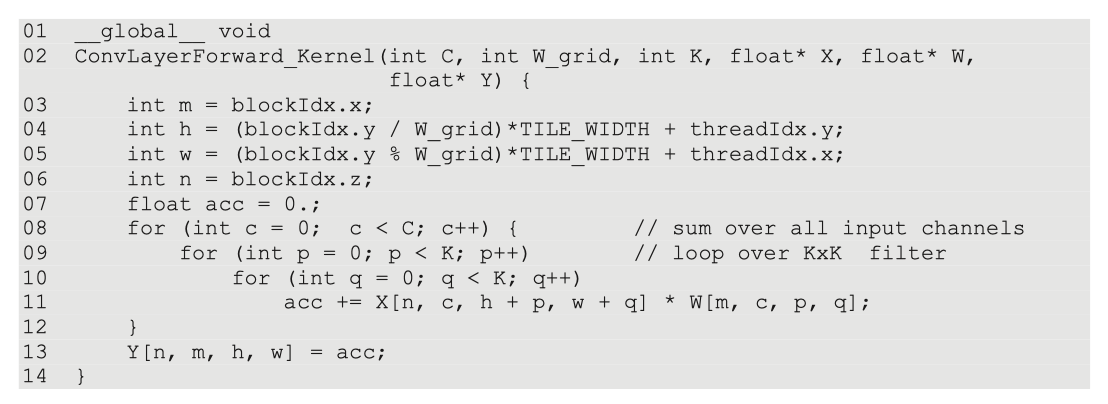 01 __global__ void
02 ConvLayerForward_Kernel(int C, int W_grid, int K, float* X, float* W,
float* Y) {
03 int m = blockIdx.x;
04 int h = (blockIdx.y / W_grid)*TILE_WIDTH + threadIdx.y;
05 int w = (blockIdx.y % W_grid)*TILE_WIDTH + threadIdx.x;
06 int n = blockIdx.z;
07 float acc = 0.;
08 for (int c = 0; c < C; c++) { // sum over all input channels
09 for (int p = 0; p < K; p++) // loop over KxK filter
10 for (int q = 0; q < K; q++)
11 acc += X[n, c, h + p, w + q] * W[m, c, p, q];
12 }
13 Y[n, m, h, w] = acc;
14 }